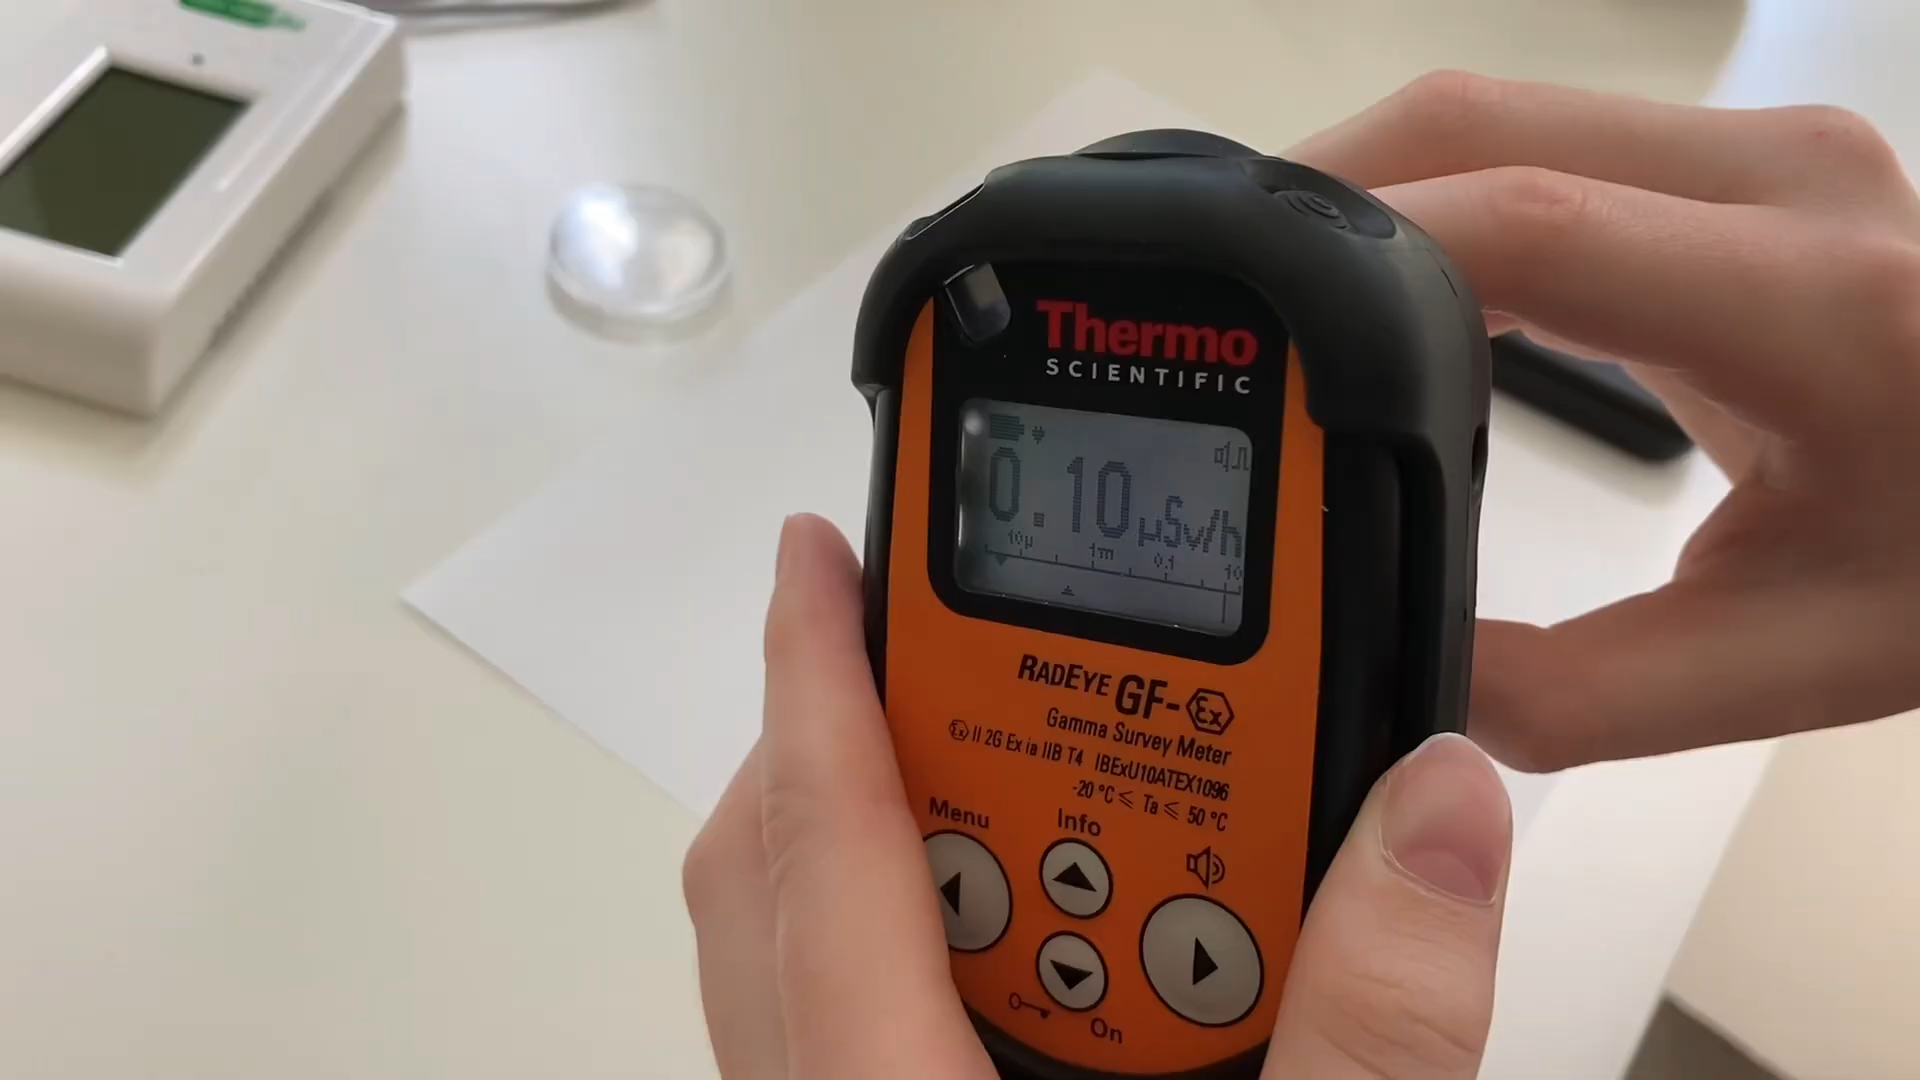 Thermo
SCIENTIFIC
0.10 µSv/h
10µ 1m 0.1 10
RADEYE GF-Ex
Gamma Survey Meter
Ex II 2G Ex ia IIB T4 IBExU10ATEX1096
-20 °C ≤ Ta ≤ 50 °C
Menu
Info
On